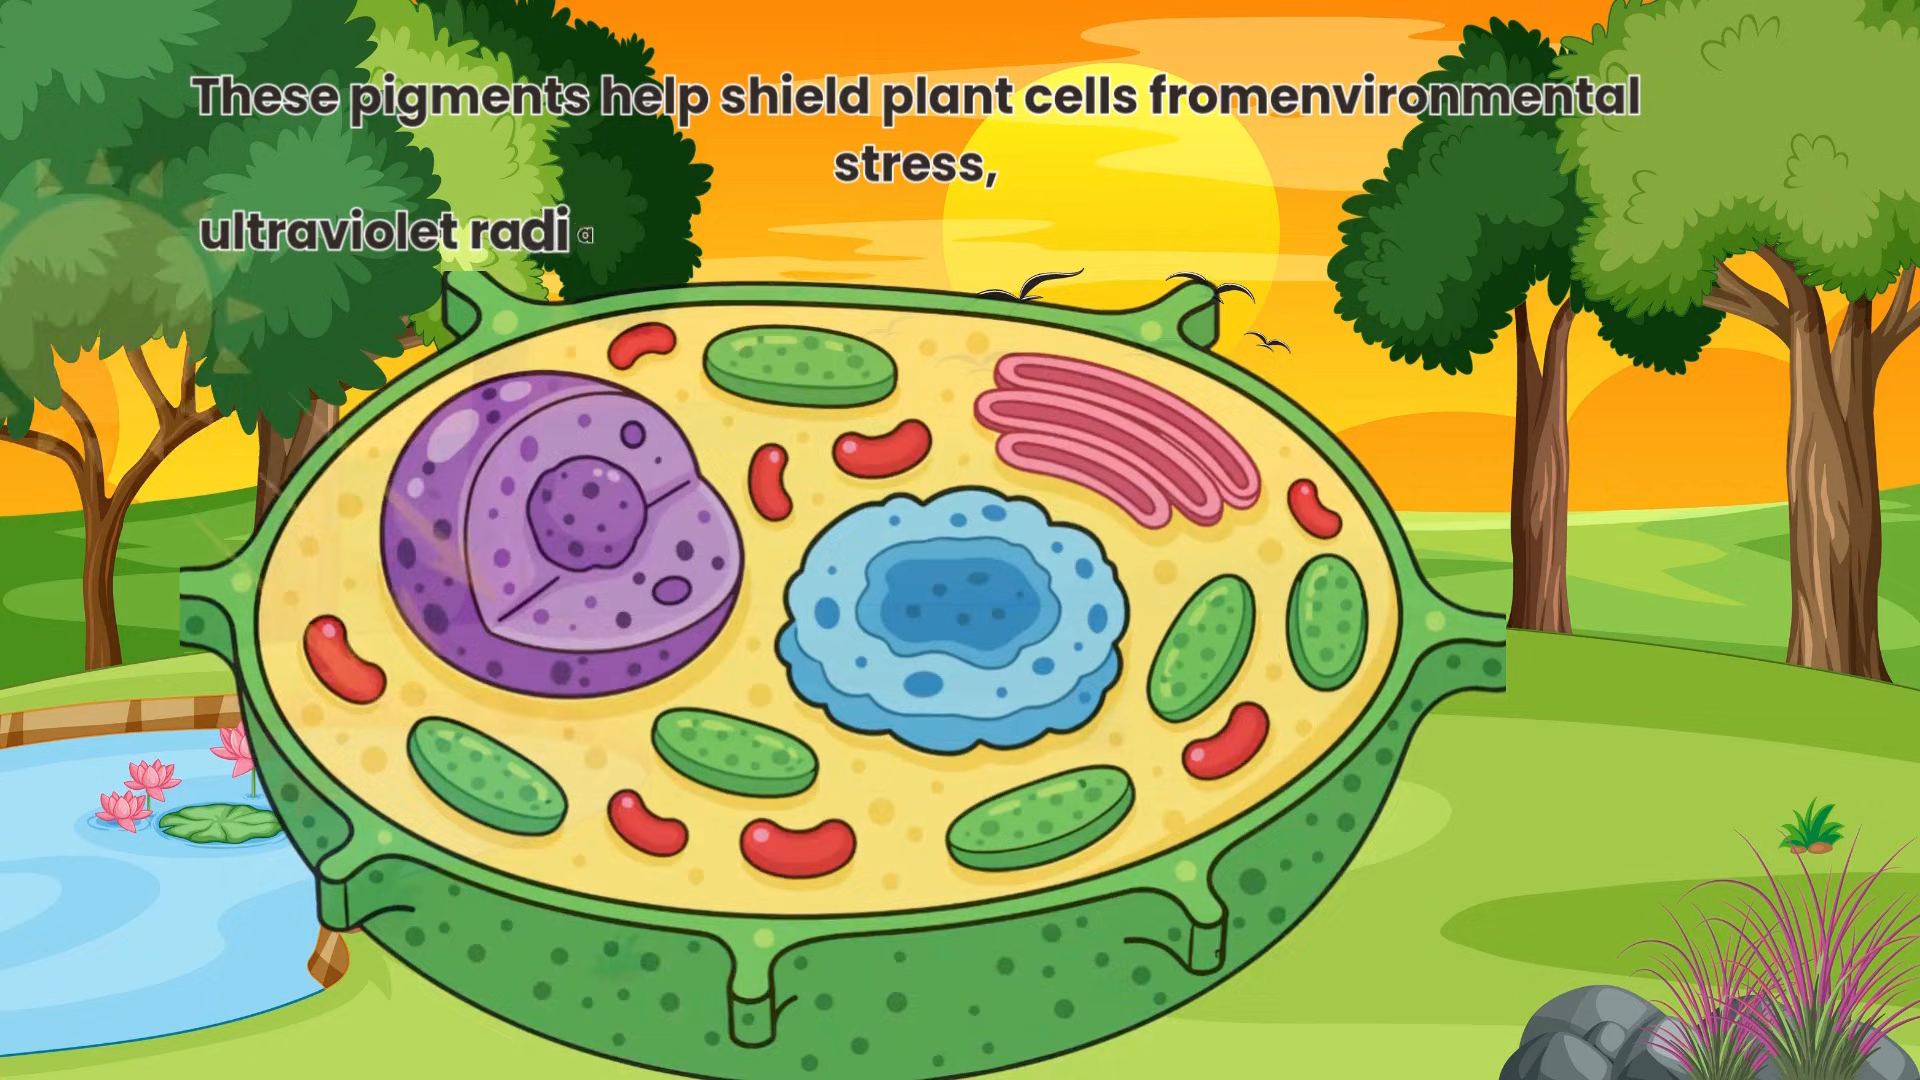 These pigments help shield plant cells fromenvironmental
stress,
ultraviolet radi a